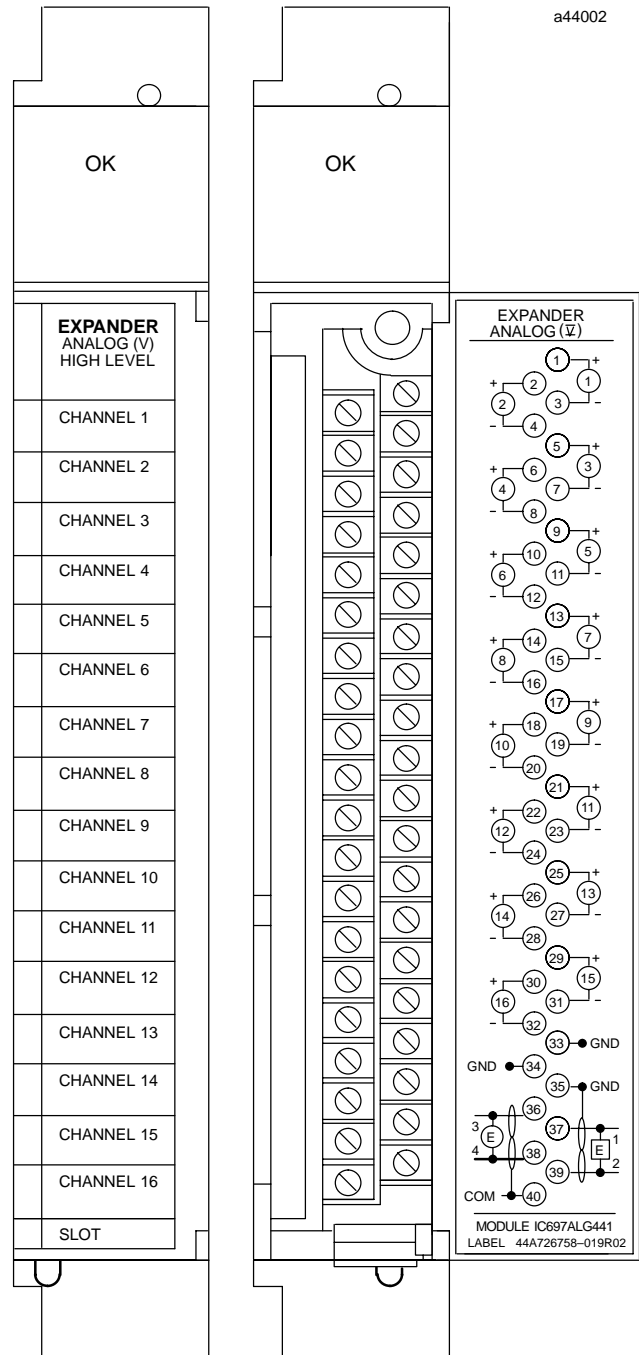 a44002
OK
OK
EXPANDER
ANALOG (V)
HIGH LEVEL
CHANNEL 1
CHANNEL 2
CHANNEL 3
CHANNEL 4
CHANNEL 5
CHANNEL 6
CHANNEL 7
CHANNEL 8
CHANNEL 9
CHANNEL 10
CHANNEL 11
CHANNEL 12
CHANNEL 13
CHANNEL 14
CHANNEL 15
CHANNEL 16
SLOT
EXPANDER
ANALOG (V)
1 +
+ 2 1
2 3 -
- 4
5 +
+ 6 3
4 7 -
- 8
9 +
+ 10 5
6 11 -
- 12
13 +
+ 14 7
8 15 -
- 16
17 +
+ 18 9
10 19 -
- 20
21 +
+ 22 11
12 23 -
- 24
25 +
+ 26 13
14 27 -
- 28
29 +
+ 30 15
16 31 -
- 32
33 GND
GND 34
35 GND
36
3 E 37 1
4 38 E
39 2
COM 40
MODULE IC697ALG441
LABEL 44A726758–019R02